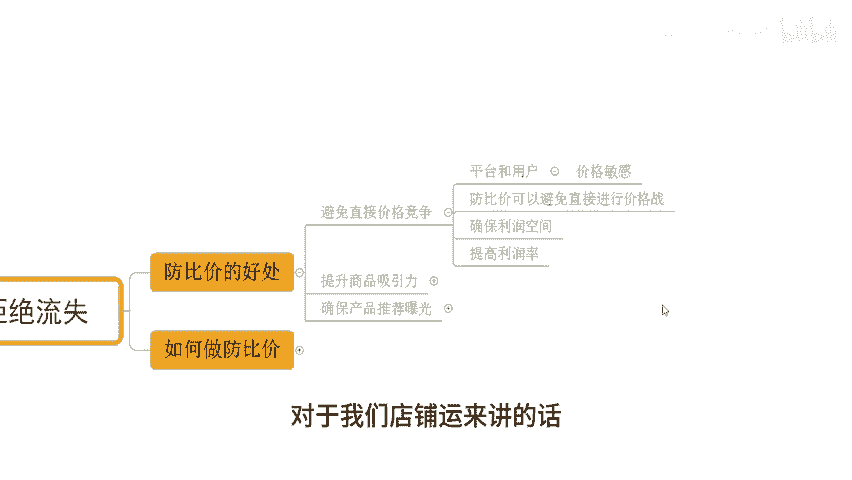 平台和用户 价格敏感
避免直接价格竞争
防比价可以避免直接进行价格战
确保利润空间
提高利润率
防比价的好处
提升商品吸引力
确保产品推荐曝光
拒绝流失
如何做防比价
对于我们店铺运来讲的话
bilibili